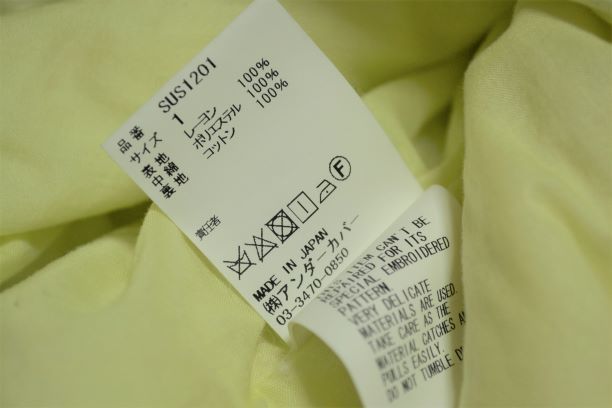 品番 SUS1201
サイズ 1
表地 レーヨン 100%
中綿 ポリエステル 100%
裏地 コットン 100%
責任者
F
MADE IN JAPAN
㈱アンダーカバー
03-3470-0850
CAN'T BE
REPAIRED FOR ITS
SPECIAL EMBROIDERED
PATTERN
VERY DELICATE
MATERIALS ARE USED.
TAKE CARE AS THE
MATERIAL CATCHES
PULLS EASILY.
DO NOT TUMBLE